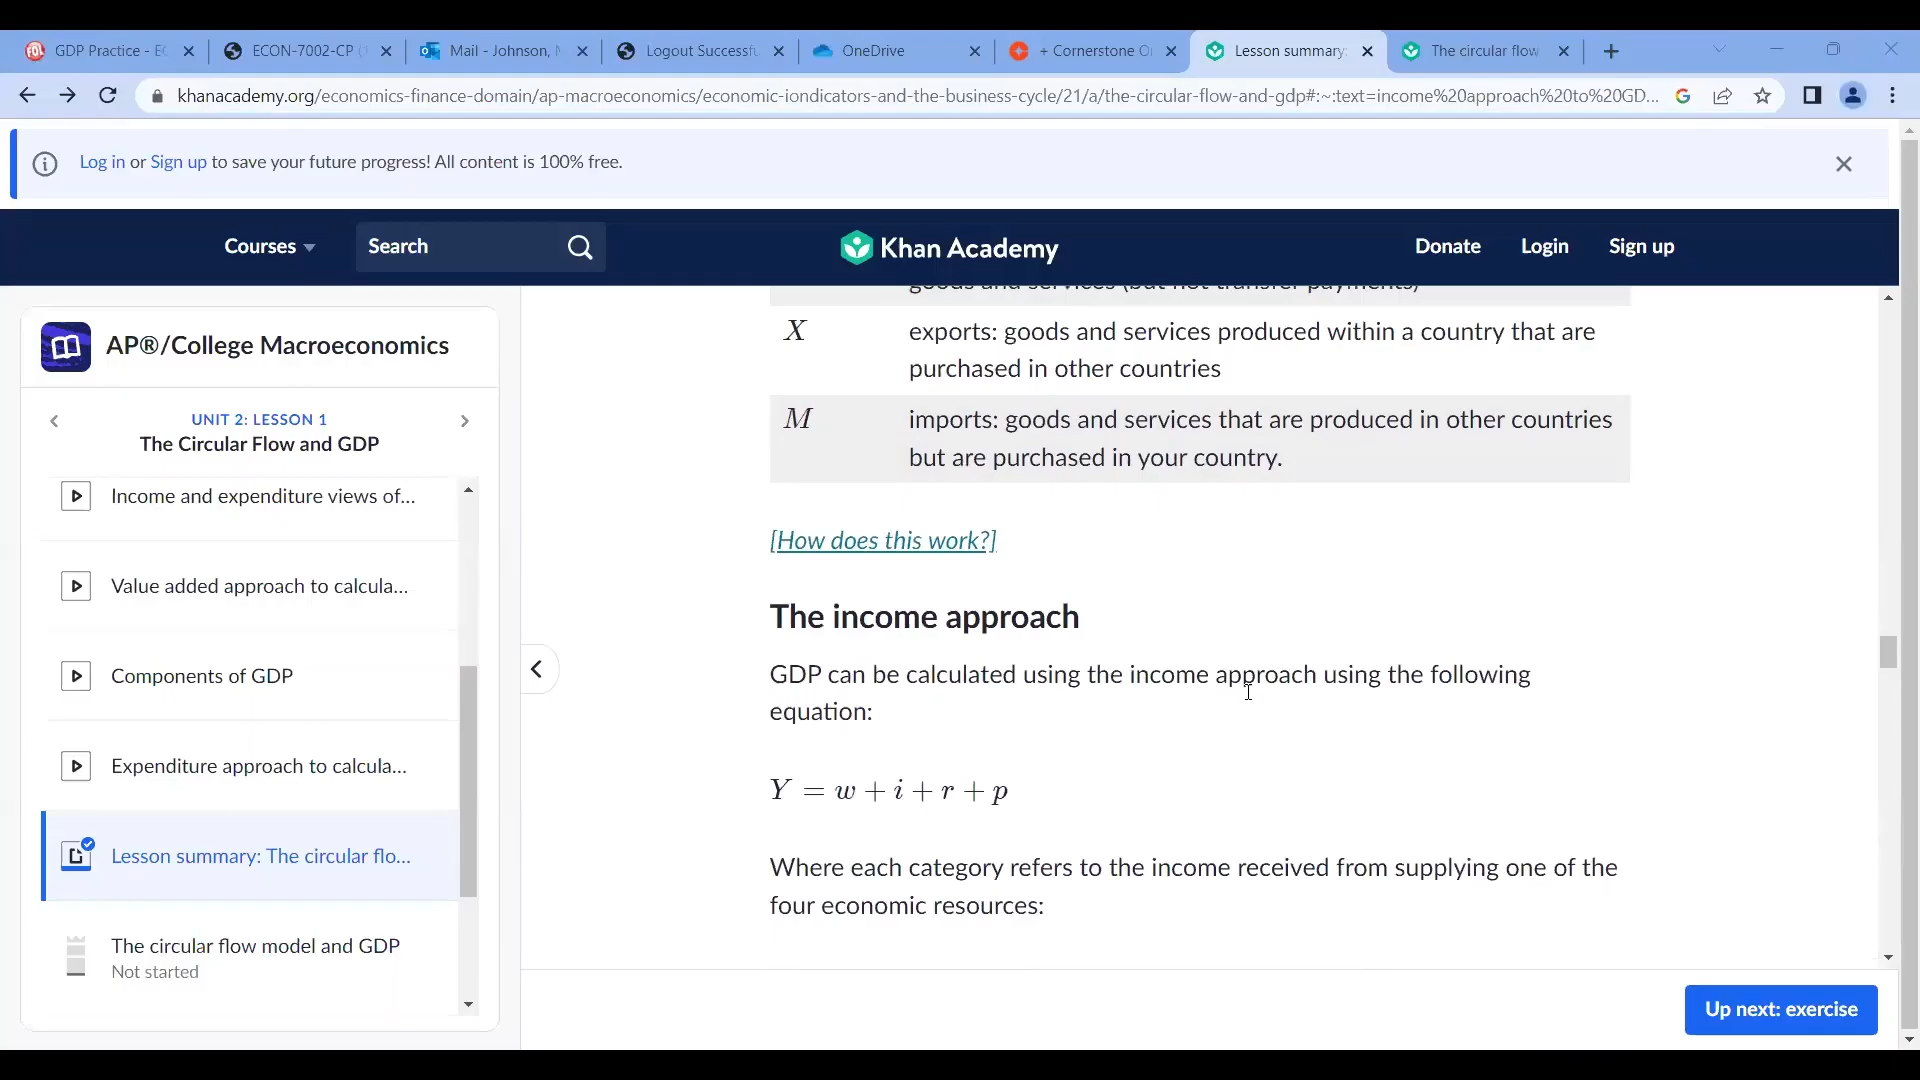 GDP Practice - E
ECON-7002-CP (
Mail - Johnson,
Logout Successfu
OneDrive
+ Cornerstone O
Lesson summary:
The circular flow
khanacademy.org/economics-finance-domain/ap-macroeconomics/economic-iondicators-and-the-business-cycle/21/a/the-circular-flow-and-gdp#:~:text=income%20approach%20to%20GD...
Log in or Sign up to save your future progress! All content is 100% free.
Courses
Search
Khan Academy
Donate
Login
Sign up
AP®/College Macroeconomics
UNIT 2: LESSON 1
The Circular Flow and GDP
Income and expenditure views of...
Value added approach to calcula...
Components of GDP
Expenditure approach to calcula...
Lesson summary: The circular flo...
The circular flow model and GDP
Not started
goods and services (but not transfer payments)
X exports: goods and services produced within a country that are
purchased in other countries
M imports: goods and services that are produced in other countries
but are purchased in your country.
[How does this work?]
The income approach
GDP can be calculated using the income approach using the following
equation:
Y = w + i + r + p
Where each category refers to the income received from supplying one of the
four economic resources:
Up next: exercise